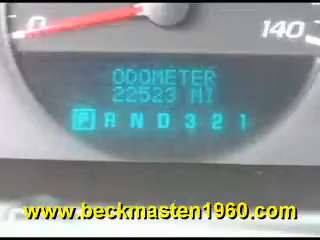 0
140
ODOMETER
22523 MI
P R N D 3 2 1
www.beckmasten1960.com